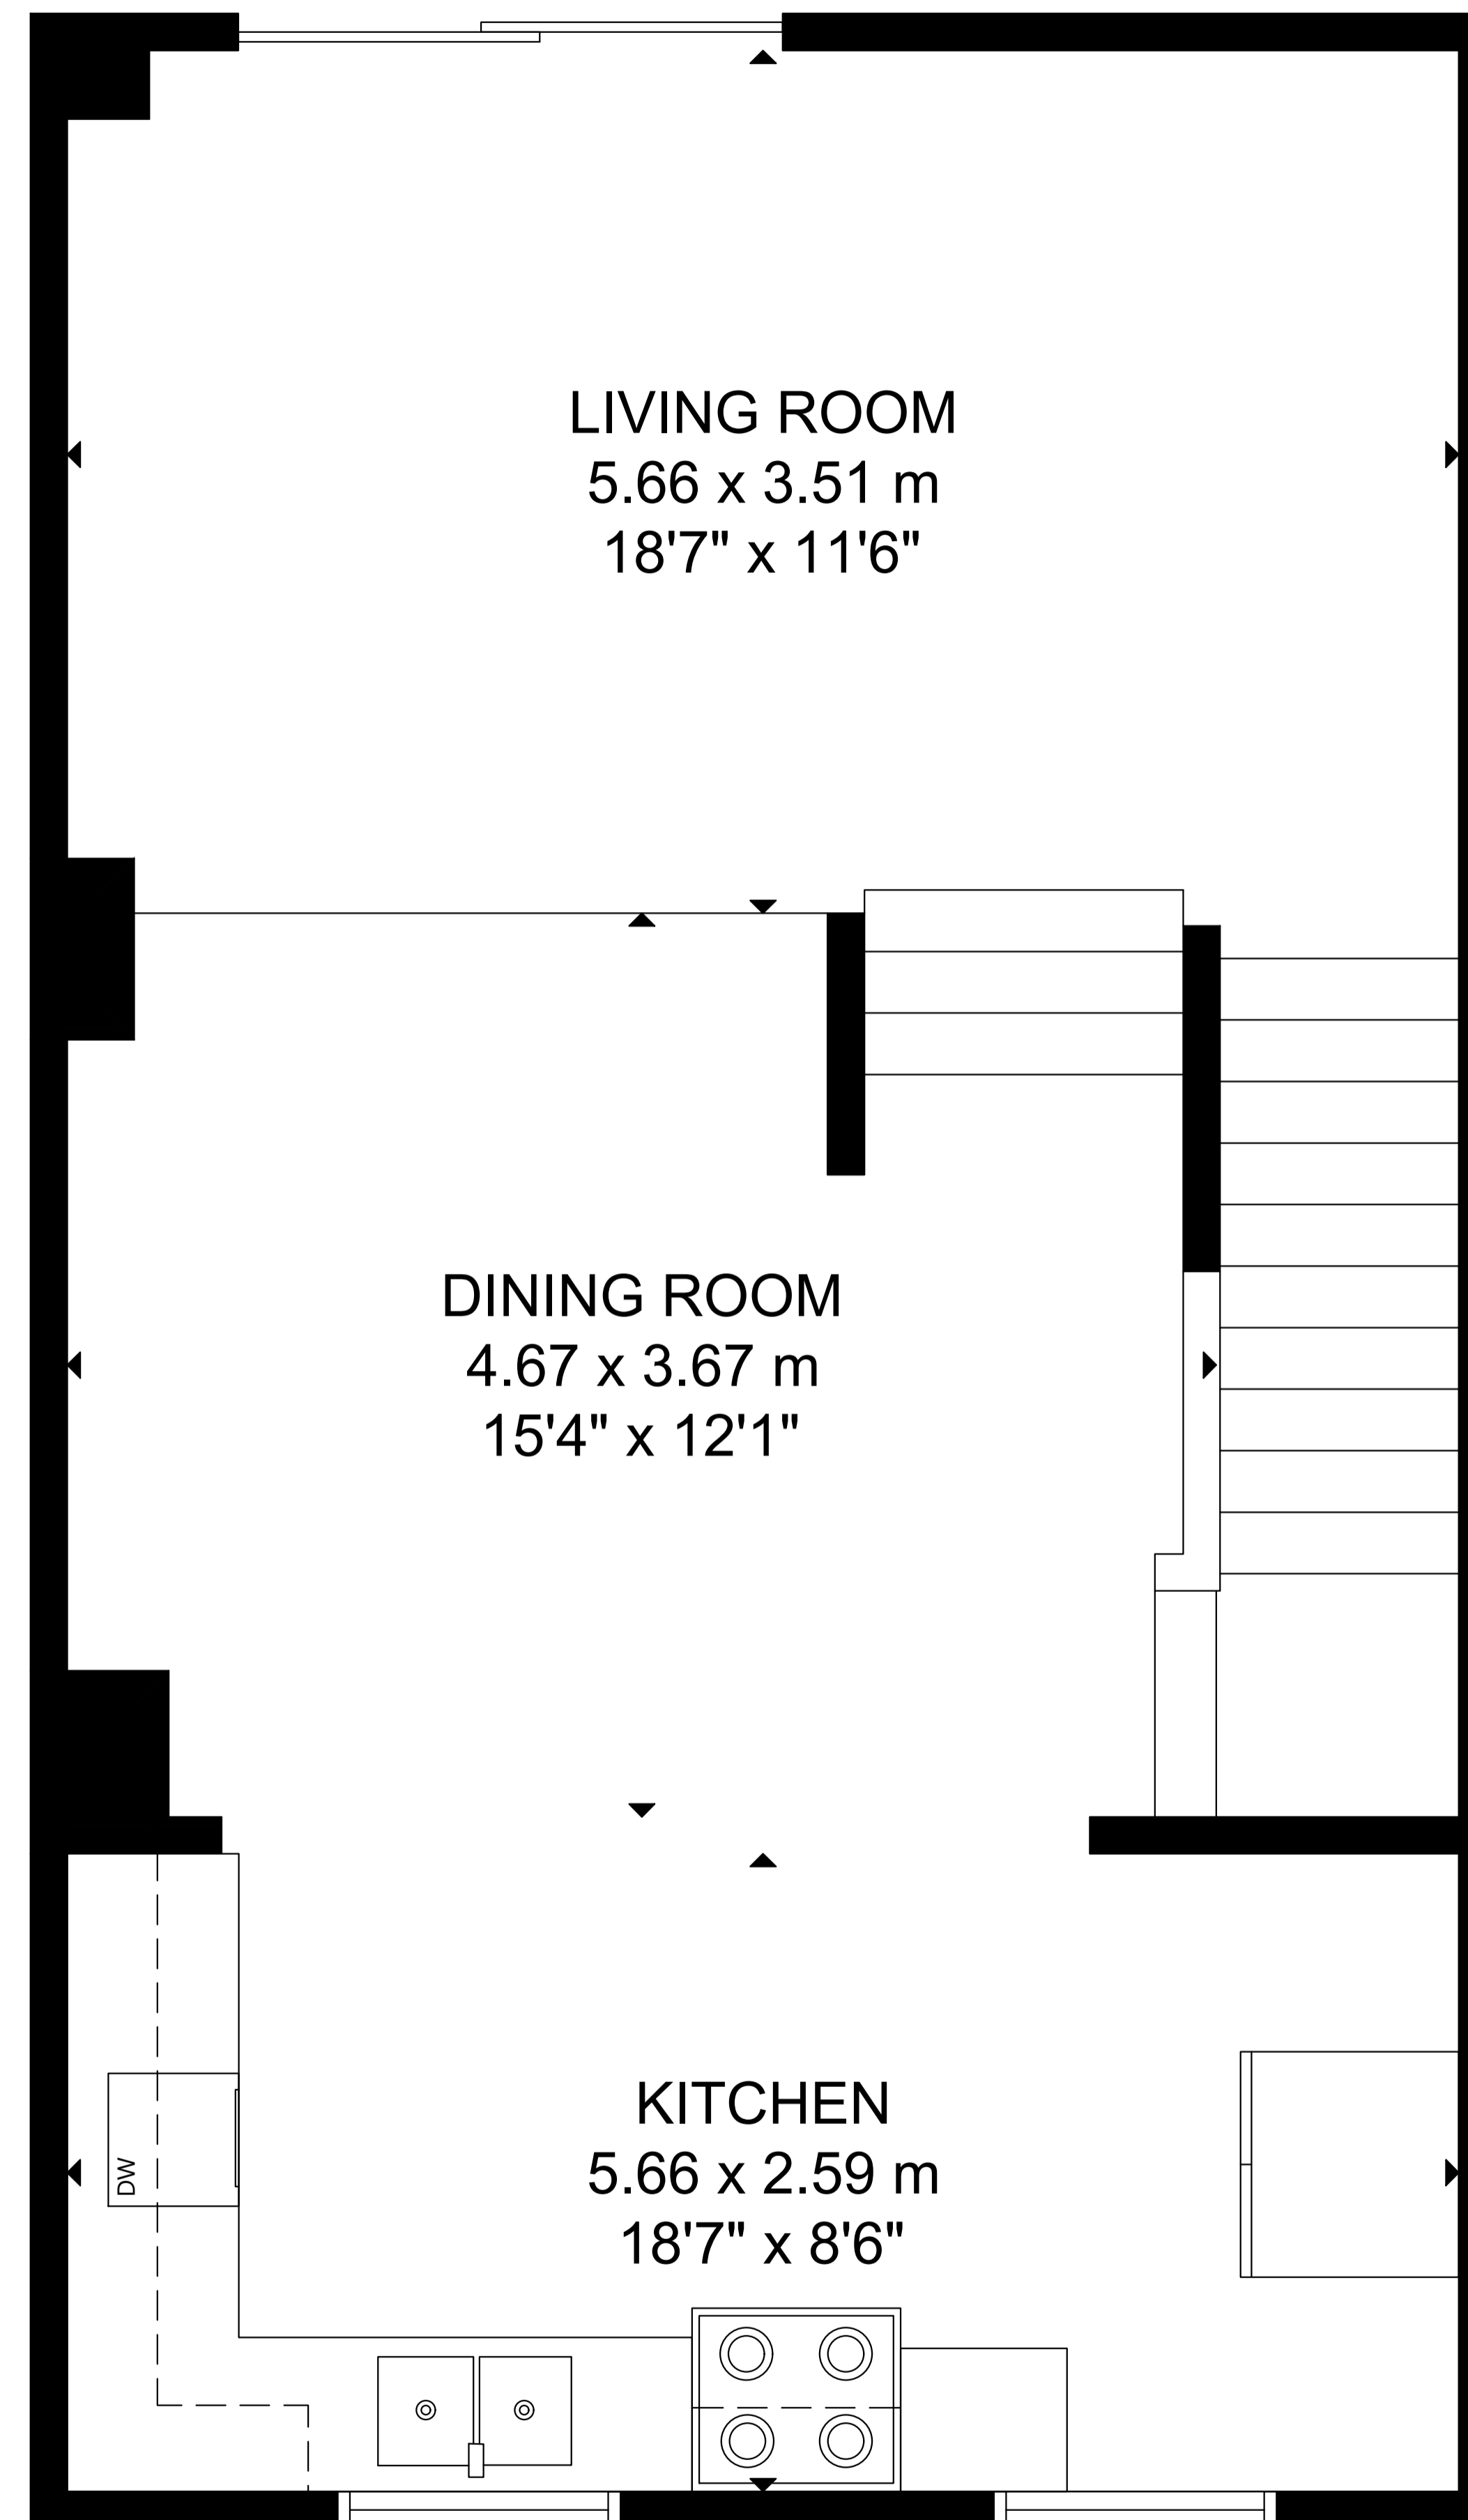 LIVING ROOM
5.66 x 3.51 m
18'7" x 11'6"
DINING ROOM
4.67 x 3.67 m
15'4" x 12'1"
KITCHEN
5.66 x 2.59 m
18'7" x 8'6"
DW